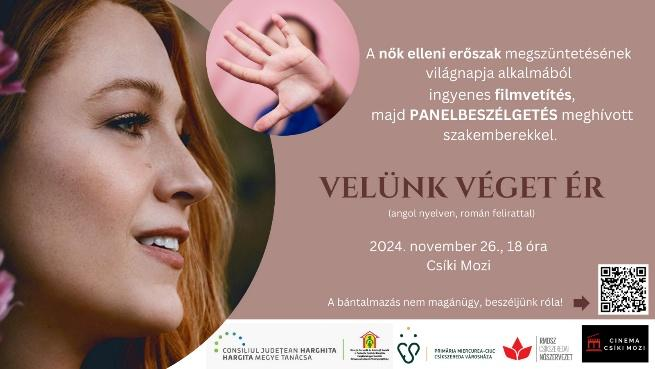 A nők elleni erőszak megszüntetésének
világnapja alkalmából
ingyenes filmvetítés,
majd PANELBESZÉLGETÉS meghívott
szakemberekkel.
VELÜNK VÉGET ÉR
(angol nyelven, román felirattal)
2024. november 26., 18 óra
Csíki Mozi
A bántalmazás nem magánügy, beszéljünk róla!
CONSILIUL JUDEȚEAN HARGHITA
HARGITA MEGYE TANÁCSA
PRIMĂRIA MIERCUREA-CIUC
CSÍKSZEREDA VÁROSHÁZA
RMDSZ
CSÍKSZEREDAI
NŐSZERVEZET
CINEMA
CSÍKI MOZI